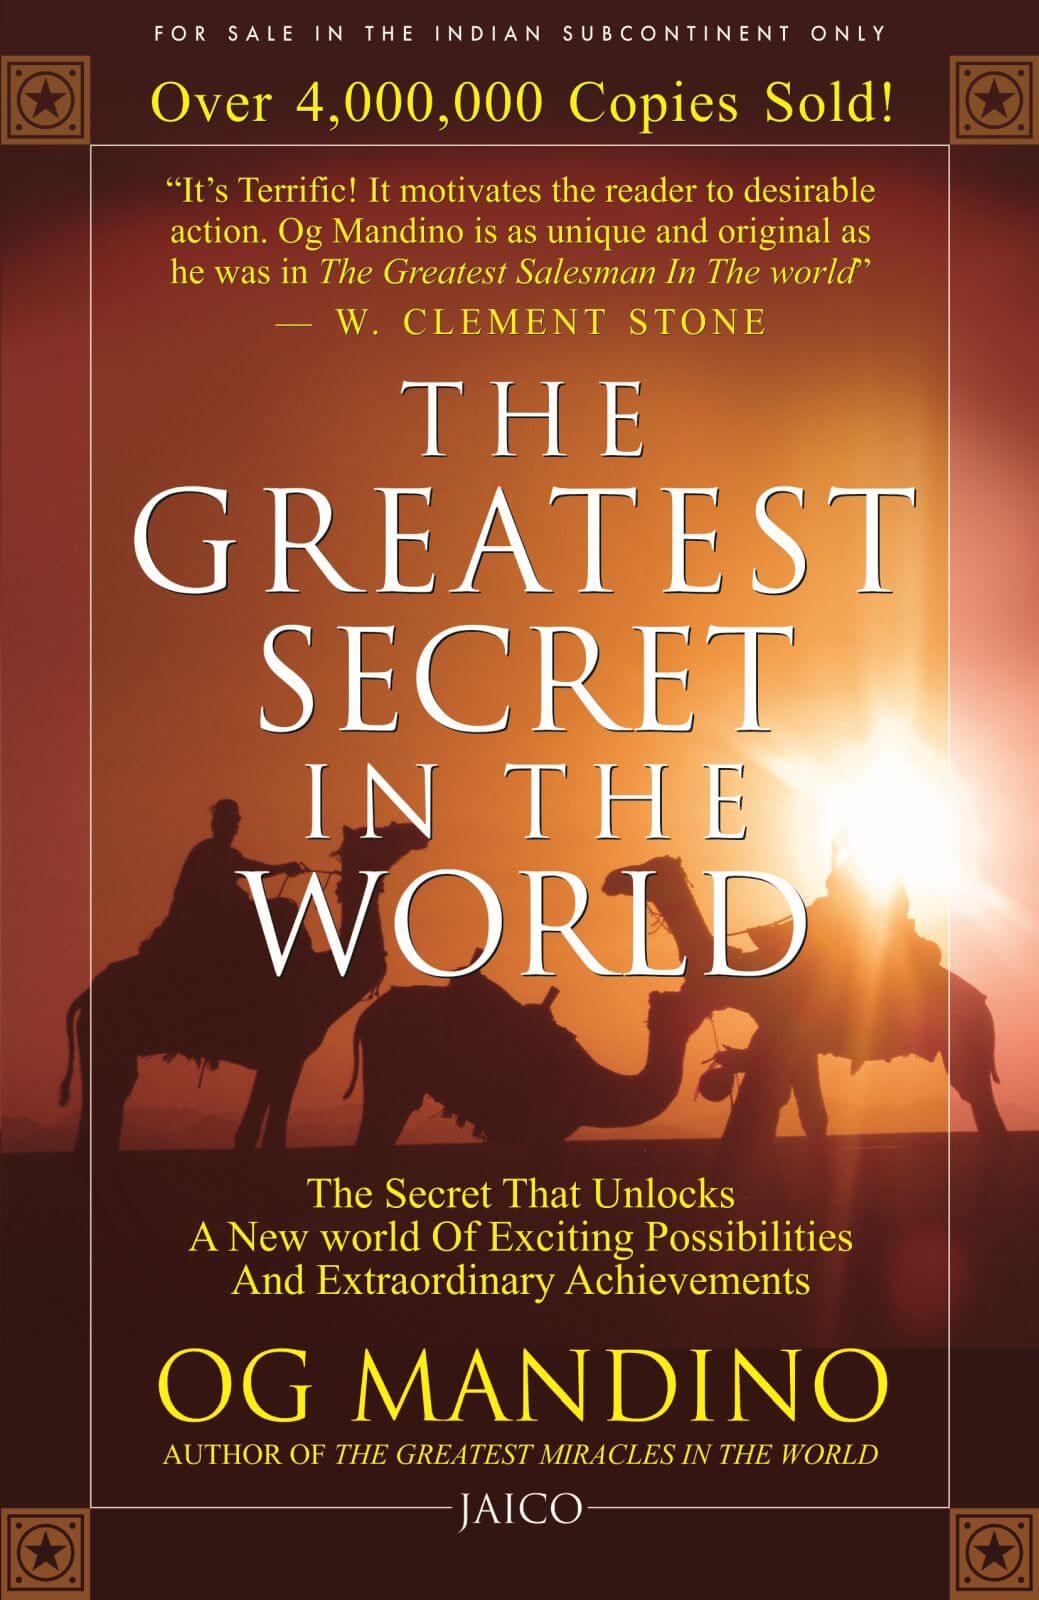 FOR SALE IN THE INDIAN SUBCONTINENT ONLY
Over 4,000,000 Copies Sold!
“It’s Terrific! It motivates the reader to desirable
action. Og Mandino is as unique and original as
he was in The Greatest Salesman In The world”
— W. CLEMENT STONE
THE
GREATEST
SECRET
IN THE
WORLD
The Secret That Unlocks
A New world Of Exciting Possibilities
And Extraordinary Achievements
OG MANDINO
AUTHOR OF THE GREATEST MIRACLES IN THE WORLD
JAICO